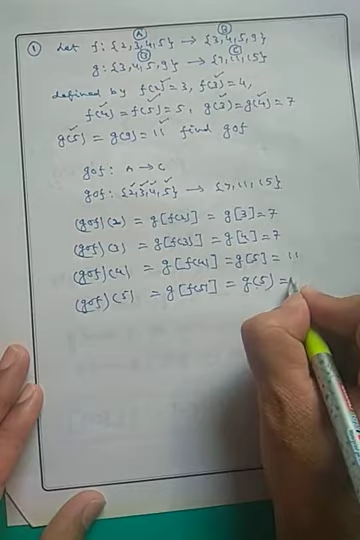 A B
① Let f: {2,3,4,5} → {3,4,5,9}
B C
g: {3,4,5,9} → {7,11,15}
defined by f(2)=3, f(3)=4,
f(4)=f(5)=5, g(3)=g(4)=7
g(5)=g(9)=11 find gof
gof: A→C
gof: {2,3,4,5} → {7,11,15}
(gof)(2) = g[f(2)] = g[3]=7
(gof)(3) = g[f(3)] = g[4]=7
(gof)(4) = g[f(4)] =g[5] = 11
(gof)(5) = g[f(5)] = g(5) =